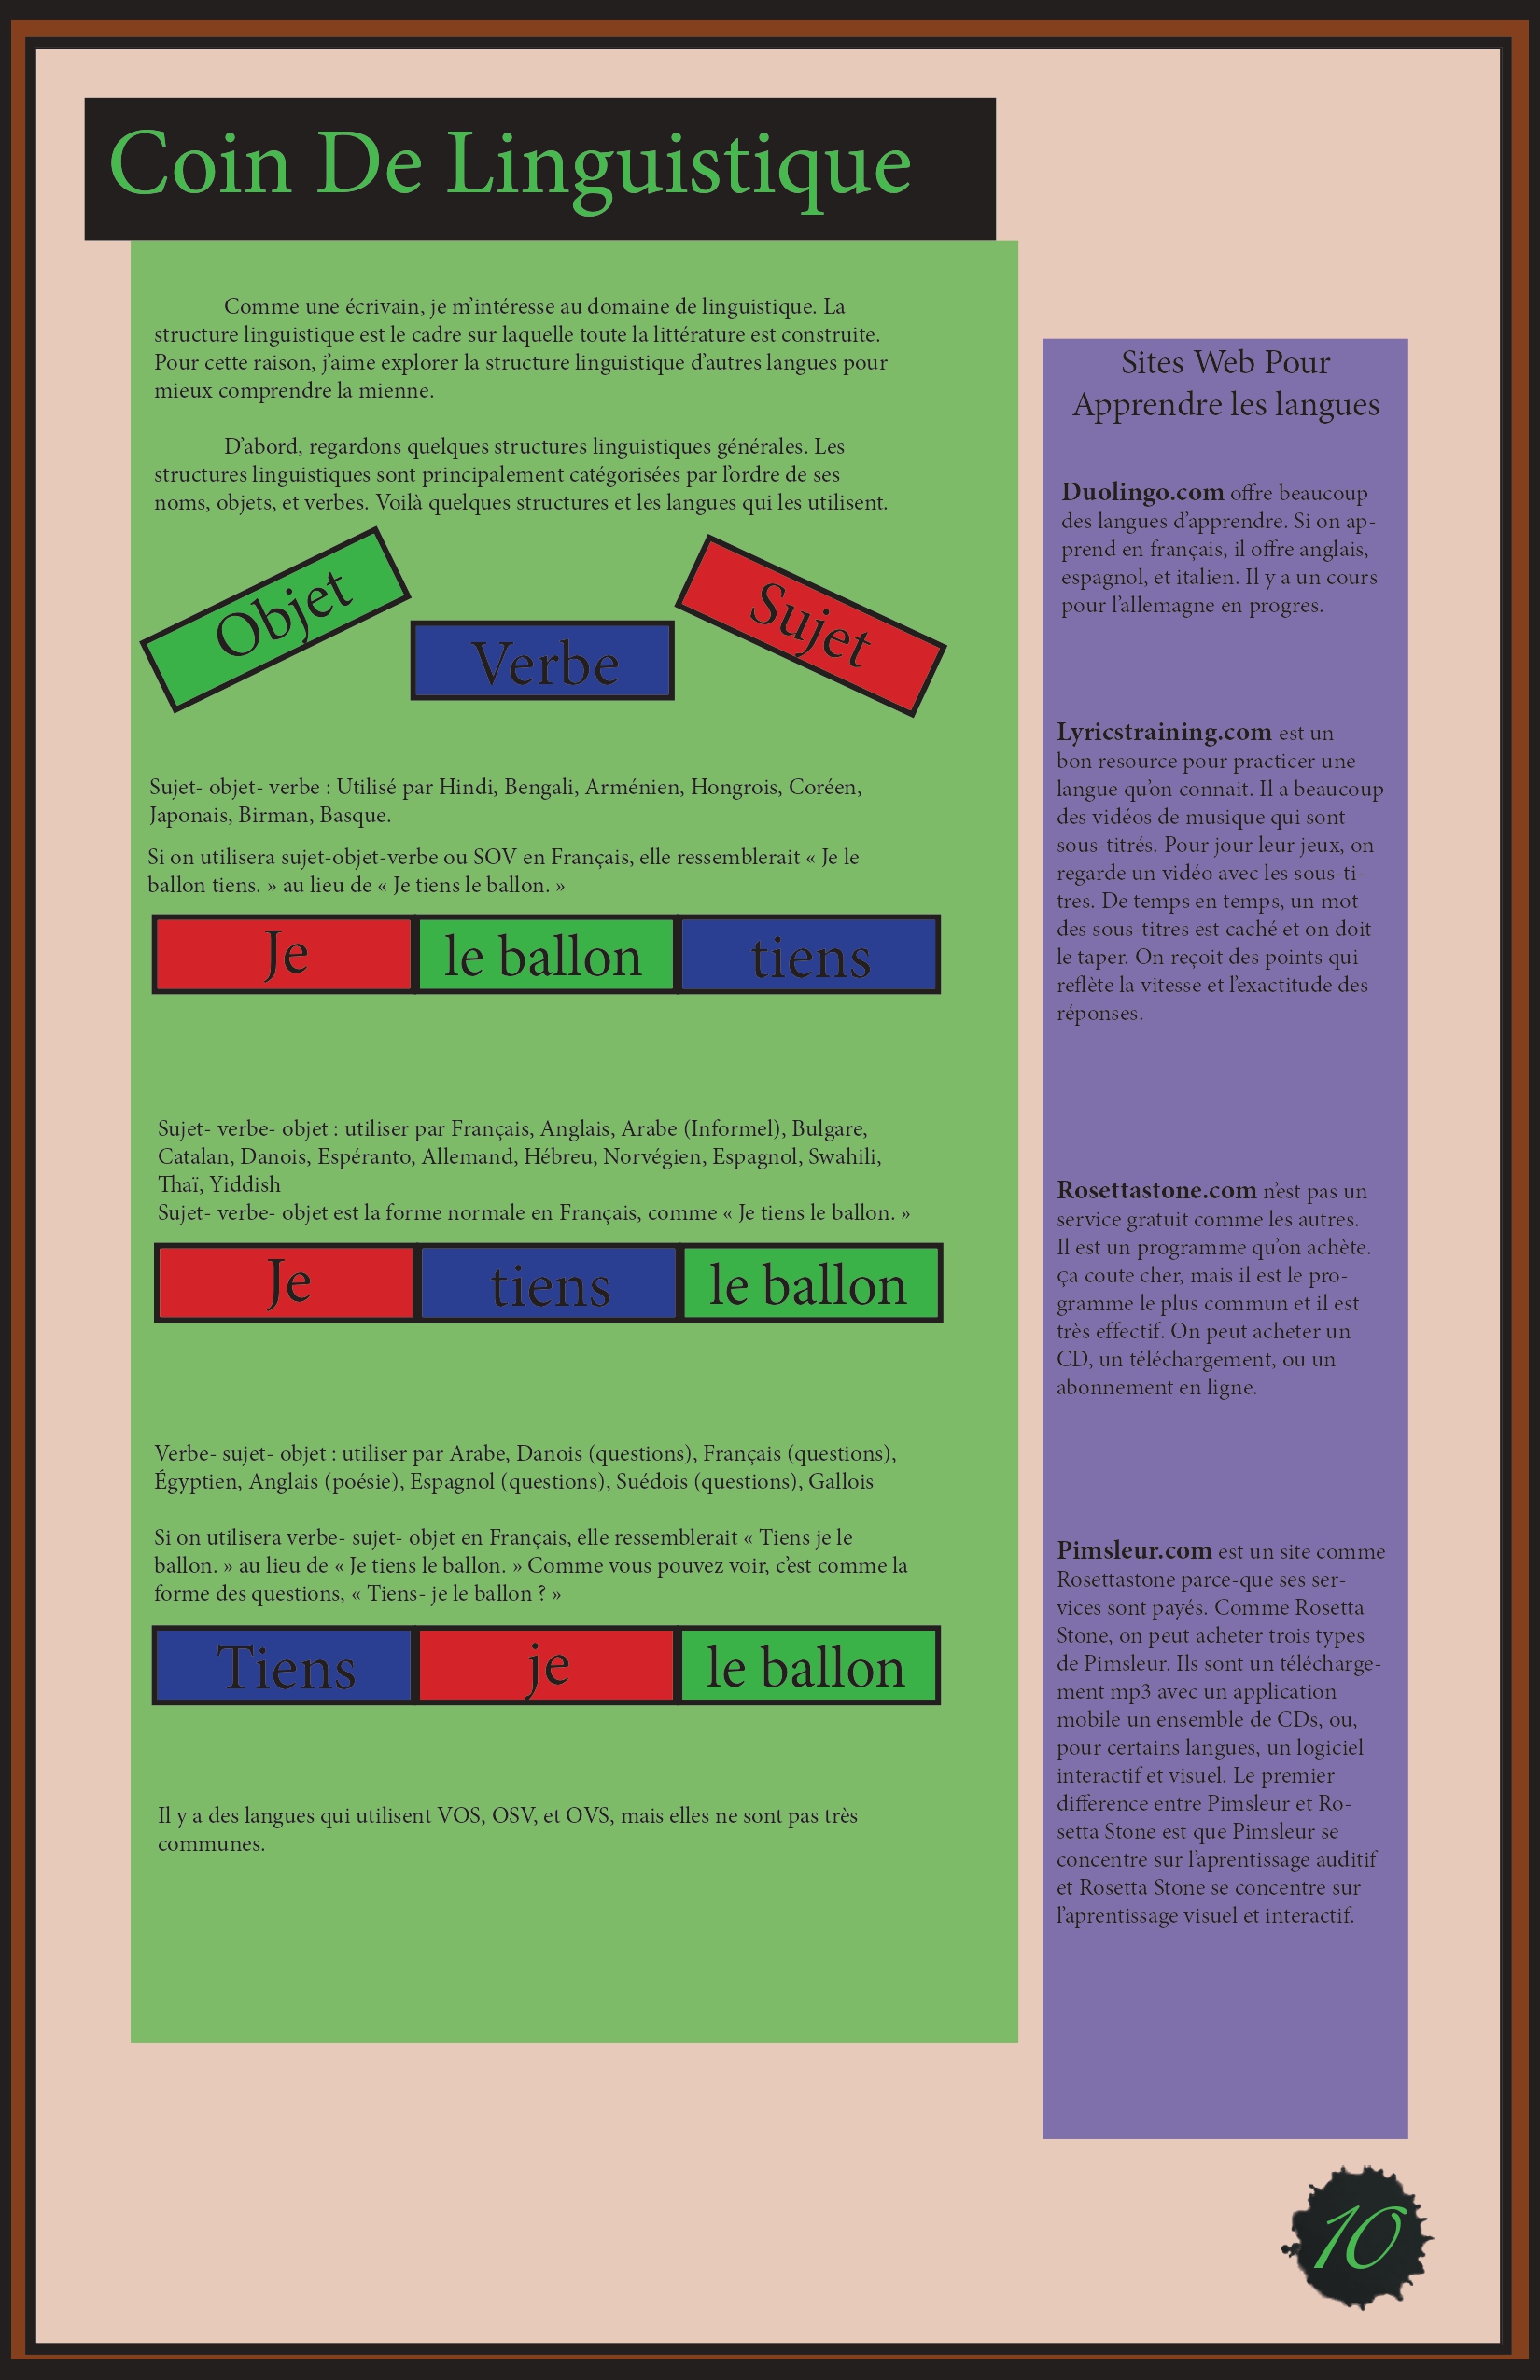 Coin De Linguistique
Comme une écrivain, je m’intéresse au domaine de linguistique. La
structure linguistique est le cadre sur laquelle toute la littérature est construite.
Pour cette raison, j’aime explorer la structure linguistique d’autres langues pour
mieux comprendre la mienne.
D’abord, regardons quelques structures linguistiques générales. Les
structures linguistiques sont principalement catégorisées par l’ordre de ses
noms, objets, et verbes. Voilà quelques structures et les langues qui les utilisent.
Objet
Verbe
Sujet
Sujet- objet- verbe : Utilisé par Hindi, Bengali, Arménien, Hongrois, Coréen,
Japonais, Birman, Basque.
Si on utilisera sujet-objet-verbe ou SOV en Français, elle ressemblerait « Je le
ballon tiens. » au lieu de « Je tiens le ballon. »
Je le ballon tiens
Sujet- verbe- objet : utiliser par Français, Anglais, Arabe (Informel), Bulgare,
Catalan, Danois, Espéranto, Allemand, Hébreu, Norvégien, Espagnol, Swahili,
Thaï, Yiddish
Sujet- verbe- objet est la forme normale en Français, comme « Je tiens le ballon. »
Je tiens le ballon
Verbe- sujet- objet : utiliser par Arabe, Danois (questions), Français (questions),
Égyptien, Anglais (poésie), Espagnol (questions), Suédois (questions), Gallois
Si on utilisera verbe- sujet- objet en Français, elle ressemblerait « Tiens je le
ballon. » au lieu de « Je tiens le ballon. » Comme vous pouvez voir, c’est comme la
forme des questions, « Tiens- je le ballon ? »
Tiens je le ballon
Il y a des langues qui utilisent VOS, OSV, et OVS, mais elles ne sont pas très
communes.
Sites Web Pour
Apprendre les langues
Duolingo.com offre beaucoup
des langues d’apprendre. Si on ap-
prend en français, il offre anglais,
espagnol, et italien. Il y a un cours
pour l’allemagne en progres.
Lyricstraining.com est un
bon resource pour practicer une
langue qu’on connait. Il a beaucoup
des vidéos de musique qui sont
sous-titrés. Pour jour leur jeux, on
regarde un vidéo avec les sous-ti-
tres. De temps en temps, un mot
des sous-titres est caché et on doit
le taper. On reçoit des points qui
reflète la vitesse et l’exactitude des
réponses.
Rosettastone.com n’est pas un
service gratuit comme les autres.
Il est un programme qu’on achète.
ça coute cher, mais il est le pro-
gramme le plus commun et il est
très effectif. On peut acheter un
CD, un téléchargement, ou un
abonnement en ligne.
Pimsleur.com est un site comme
Rosettastone parce-que ses ser-
vices sont payés. Comme Rosetta
Stone, on peut acheter trois types
de Pimsleur. Ils sont un télécharge-
ment mp3 avec un application
mobile un ensemble de CDs, ou,
pour certains langues, un logiciel
interactif et visuel. Le premier
difference entre Pimsleur et Ro-
setta Stone est que Pimsleur se
concentre sur l’aprentissage auditif
et Rosetta Stone se concentre sur
l’aprentissage visuel et interactif.
10